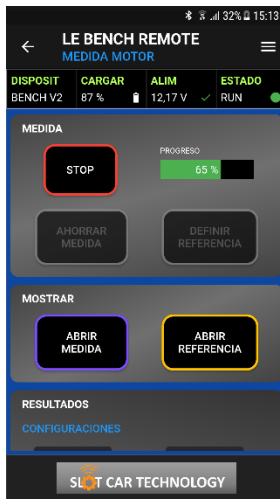 32% 15:13
LE BENCH REMOTE
MEDIDA MOTOR
DISPOSIT CARGAR ALIM ESTADO
BENCH V2 87 % 12,17 V RUN
MEDIDA
STOP
PROGRESO
65 %
AHORRAR
MEDIDA
DEFINIR
REFERENCIA
MOSTRAR
ABRIR
MEDIDA
ABRIR
REFERENCIA
RESULTADOS
CONFIGURACIONES
SLOT CAR TECHNOLOGY